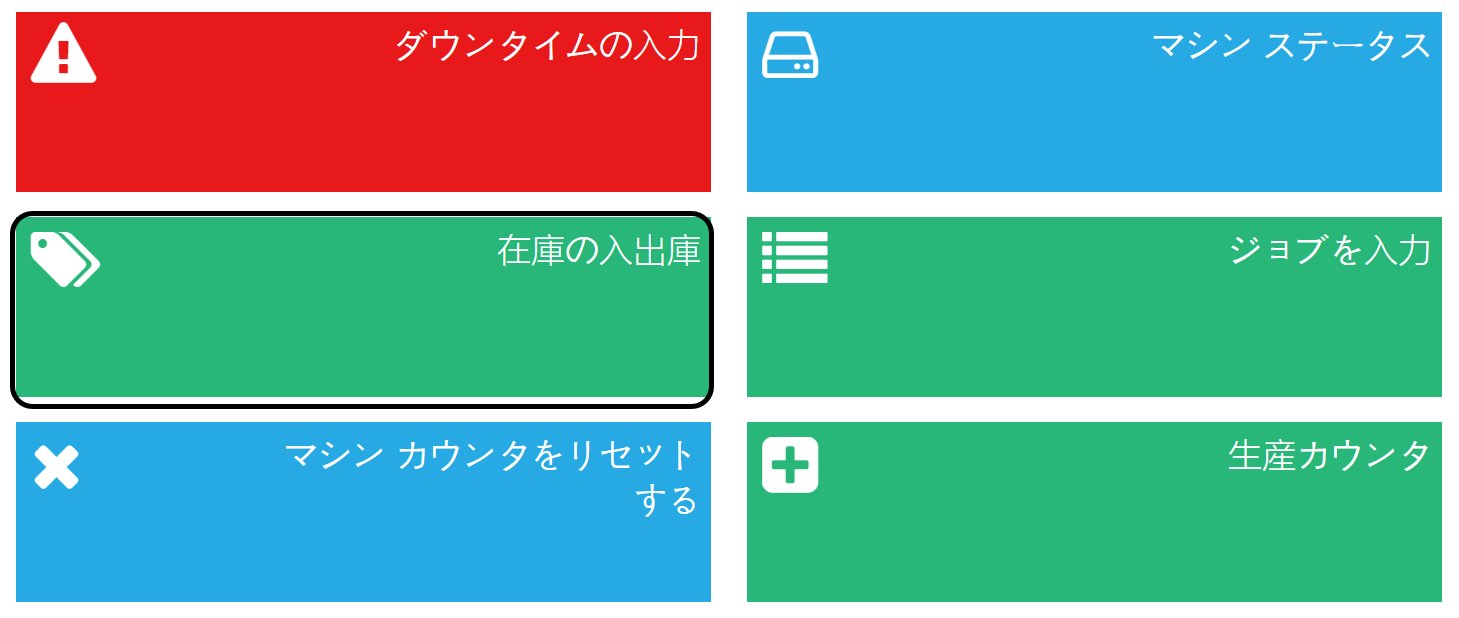 ダウンタイムの入力
マシン ステータス
在庫の入出庫
ジョブを入力
マシン カウンタをリセット
する
生産カウンタ